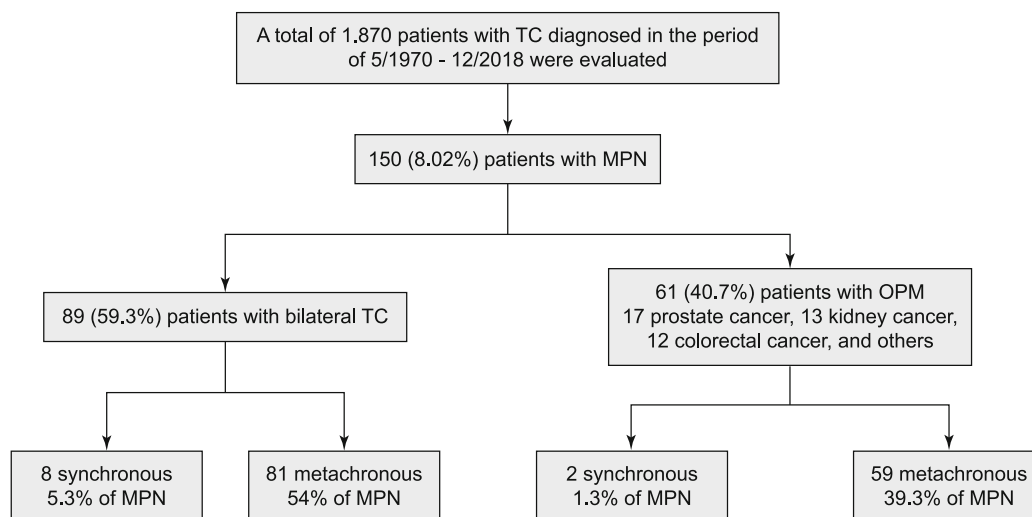 A total of 1.870 patients with TC diagnosed in the period
of 5/1970 - 12/2018 were evaluated
150 (8.02%) patients with MPN
89 (59.3%) patients with bilateral TC
61 (40.7%) patients with OPM
17 prostate cancer, 13 kidney cancer,
12 colorectal cancer, and others
8 synchronous
5.3% of MPN
81 metachronous
54% of MPN
2 synchronous
1.3% of MPN
59 metachronous
39.3% of MPN